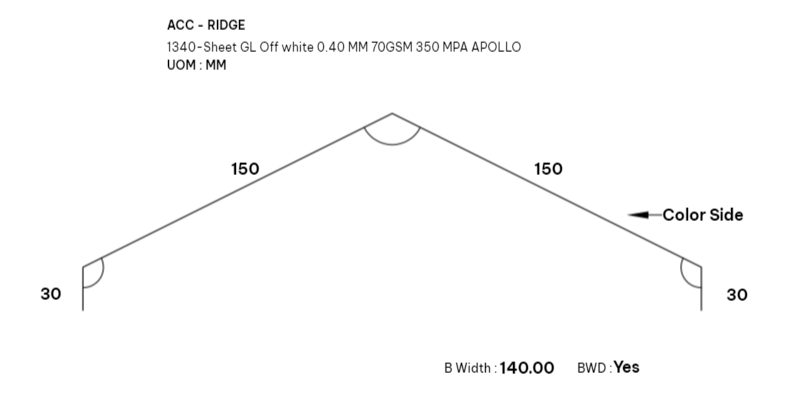 ACC - RIDGE
1340-Sheet GL Off white 0.40 MM 70GSM 350 MPA APOLLO
UOM : MM
150
150
Color Side
30
30
B Width : 140.00 BWD : Yes